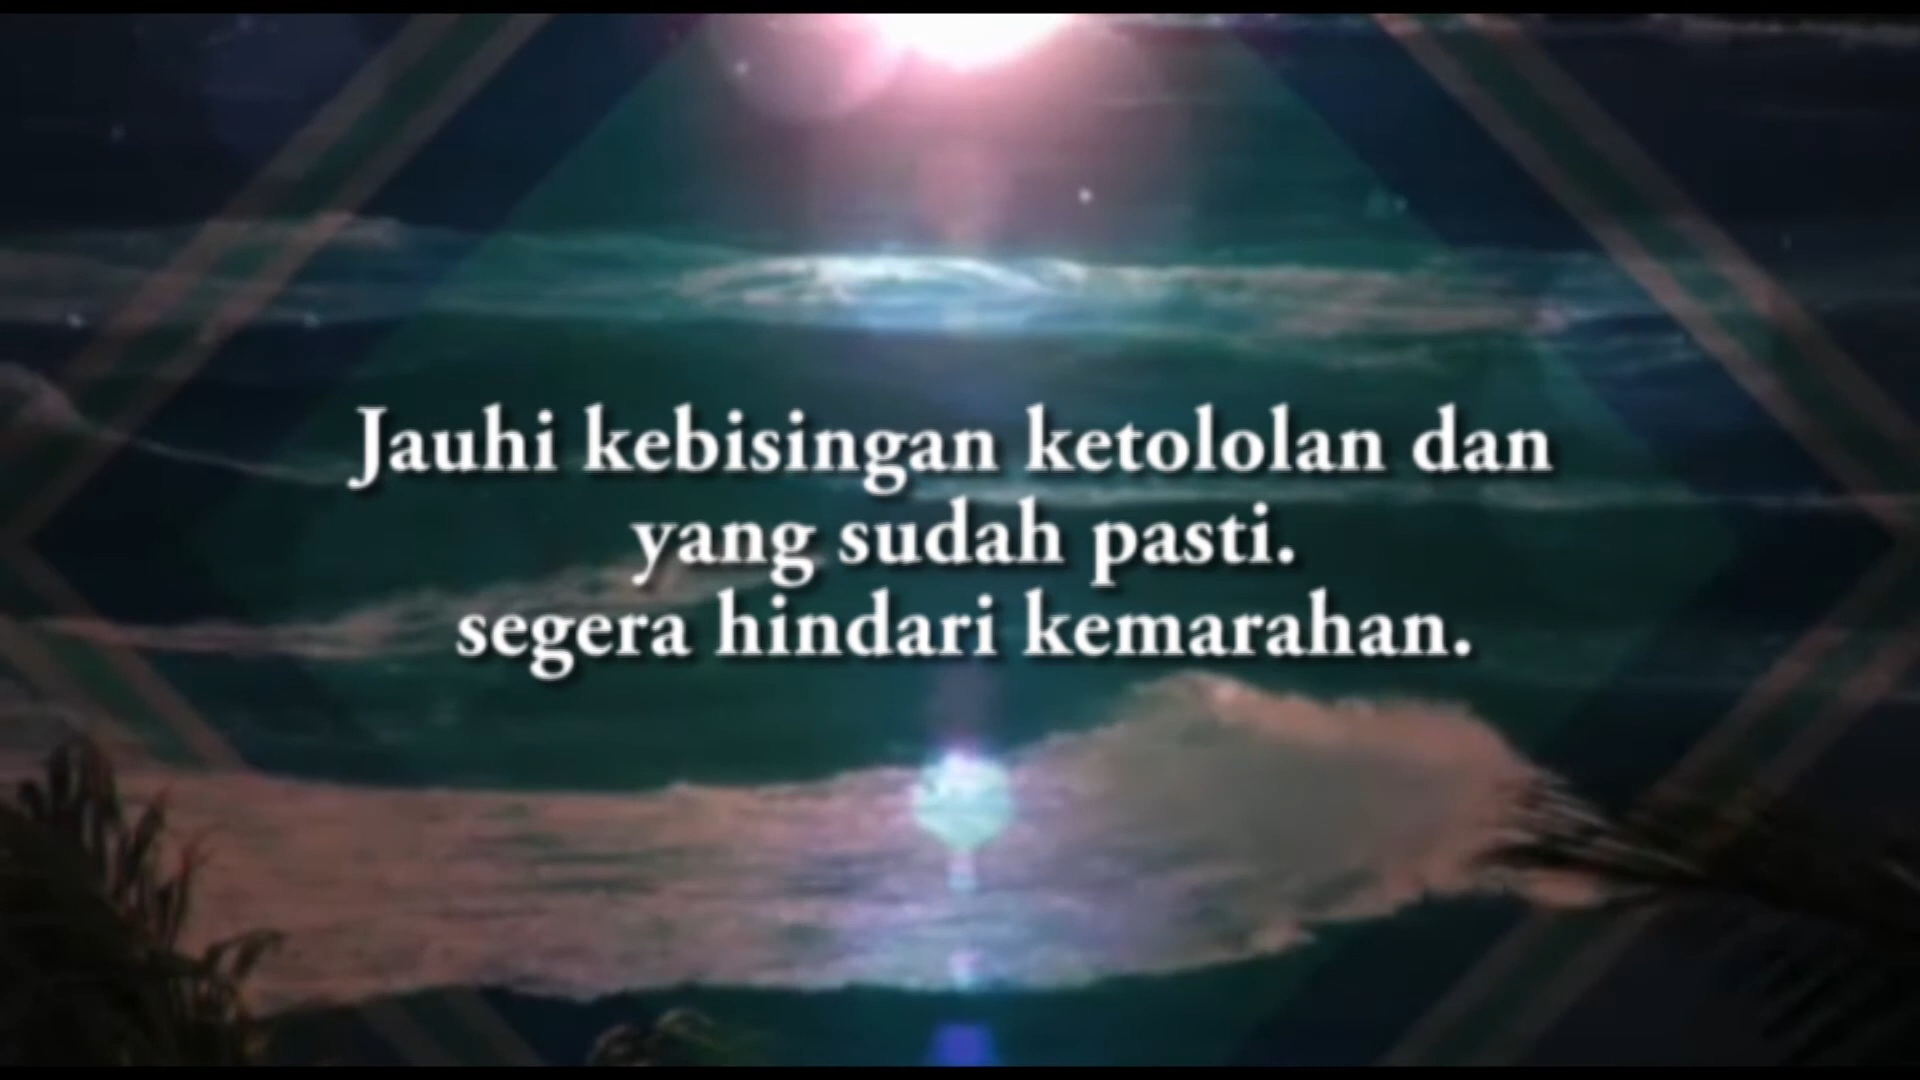 Jauhi kebisingan ketololan dan
yang sudah pasti.
segera hindari kemarahan.